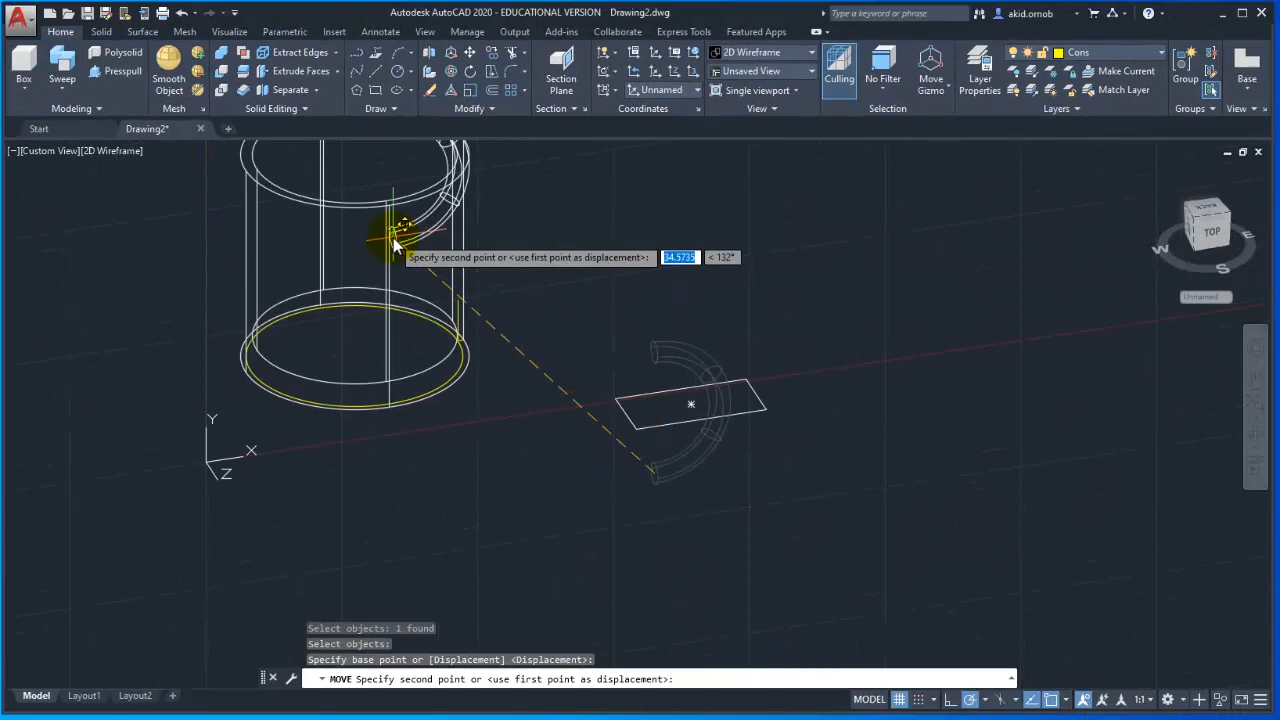 Autodesk AutoCAD 2020 - EDUCATIONAL VERSION Drawing2.dwg
Type a keyword or phrase
akid.ornob
Home Solid Surface Mesh Visualize Parametric Insert Annotate View Manage Output Add-ins Collaborate Express Tools Featured Apps
Box
Sweep
Polysolid
Presspull
Modeling
Smooth
Object
Mesh
Extract Edges
Extrude Faces
Separate
Solid Editing
Draw
Modify
Section
Plane
Section
Unnamed
Coordinates
2D Wireframe
Unsaved View
Single viewport
View
Culling
No Filter
Move
Gizmo
Selection
Layer
Properties
Cons
Make Current
Match Layer
Layers
Group
Groups
Base
View
Start
Drawing2*
[−][Custom View][2D Wireframe]
BACK
TOP
W
S
Unnamed
Specify second point or <use first point as displacement>: 34.5735 < 132°
Y
X
Z
Select objects: 1 found
Select objects:
Specify base point or [Displacement] <Displacement>:
MOVE Specify second point or <use first point as displacement>:
Model Layout1 Layout2
MODEL
1:1